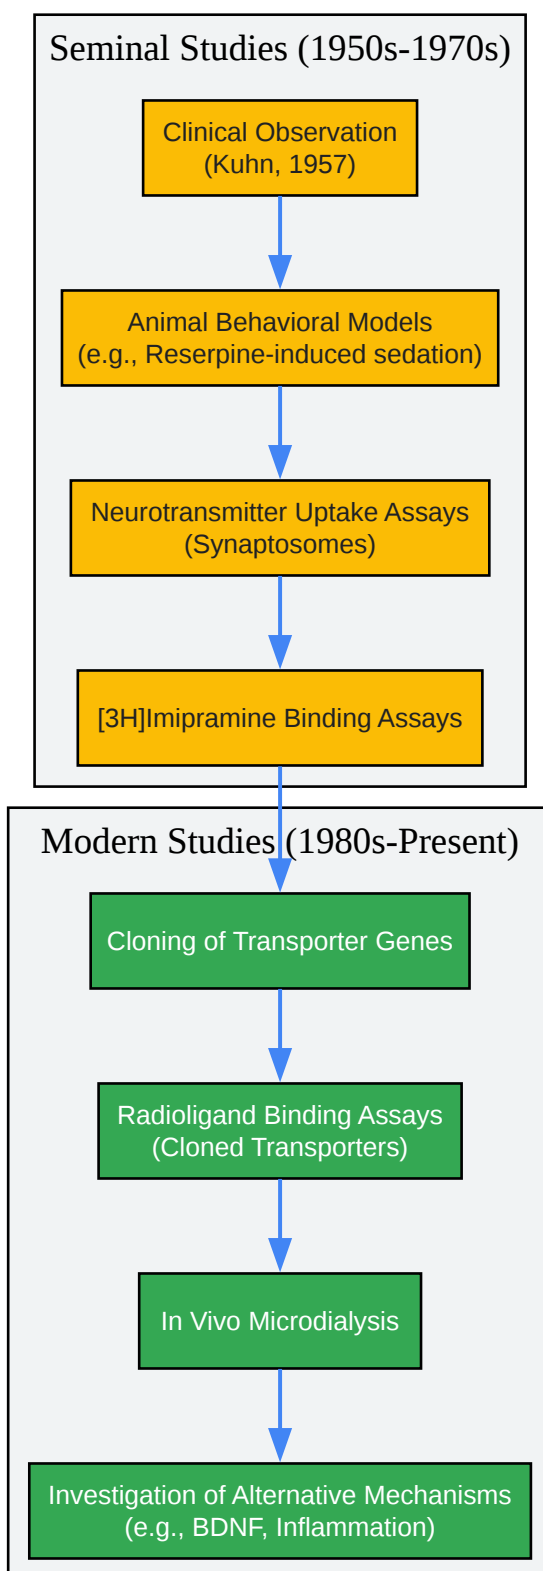 Seminal Studies (1950s-1970s)
Clinical Observation
(Kuhn, 1957)
Animal Behavioral Models
(e.g., Reserpine-induced sedation)
Neurotransmitter Uptake Assays
(Synaptosomes)
[3H]Imipramine Binding Assays
Modern Studies (1980s-Present)
Cloning of Transporter Genes
Radioligand Binding Assays
(Cloned Transporters)
In Vivo Microdialysis
Investigation of Alternative Mechanisms
(e.g., BDNF, Inflammation)